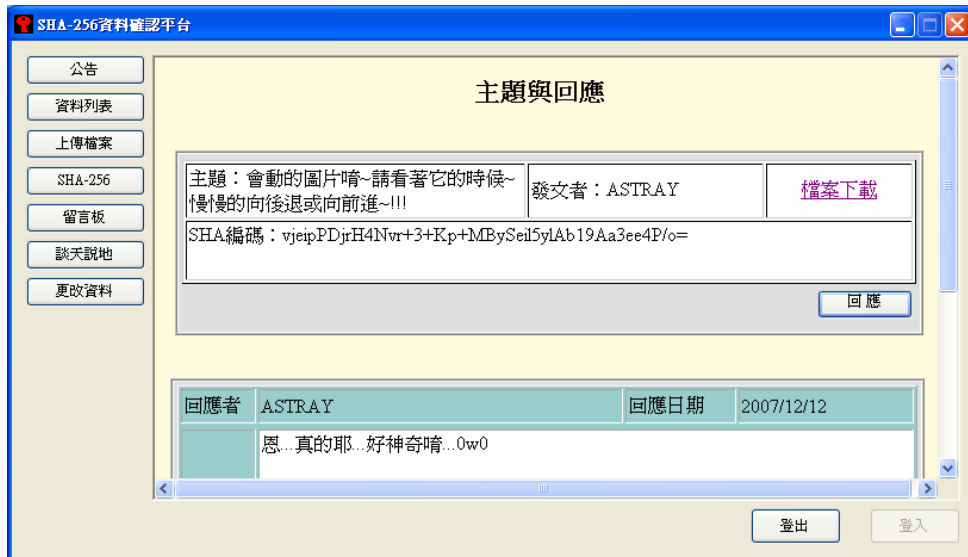 SHA-256資料確認平台
公告
資料列表
上傳檔案
SHA-256
留言板
談天說地
更改資料
主題與回應
主題：會動的圖片唷~請看著它的時候~
慢慢的向後退或向前進~!!!
發文者：ASTRAY
檔案下載
SHA編碼：vjeipPDjrH4Nvr+3+Kp+MBySeil5ylAb19Aa3ee4P/o=
回應
回應者
ASTRAY
回應日期
2007/12/12
恩...真的耶...好神奇唷...0w0
登出
登入